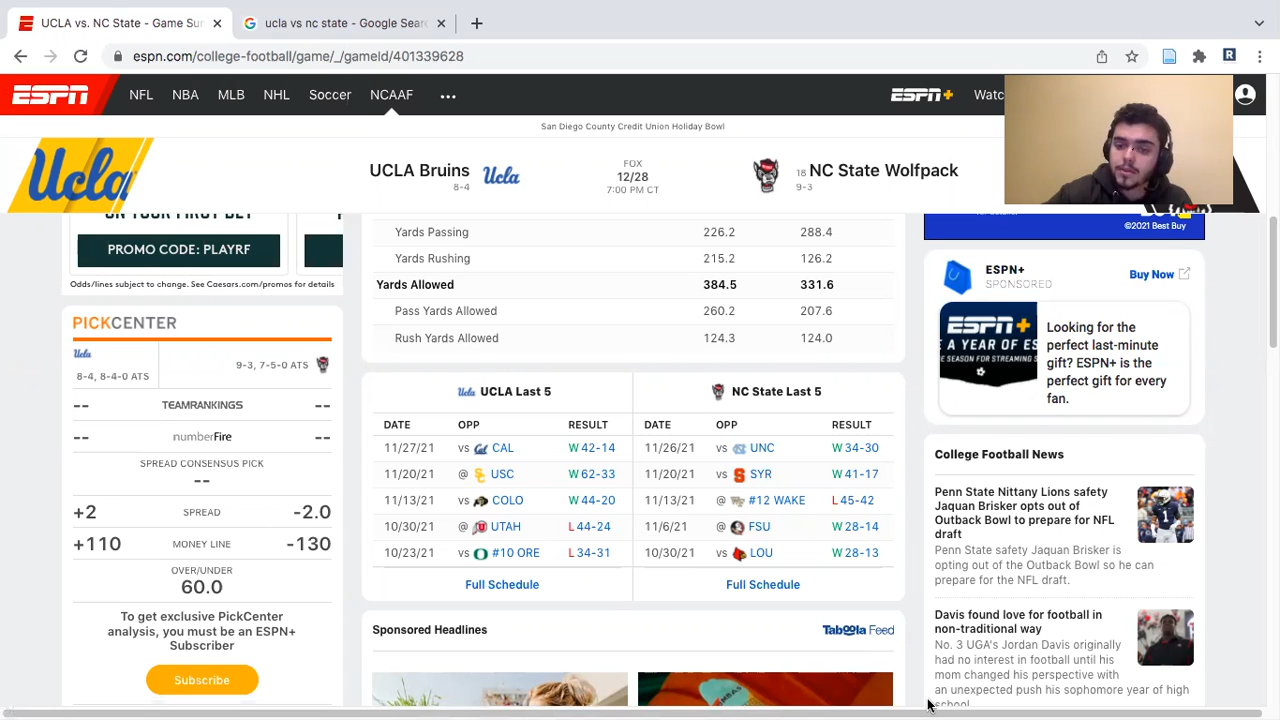 UCLA vs. NC State - Game Sum
ucla vs nc state - Google Sear
espn.com/college-football/game/_/gameId/401339628
R
ESPN
NFL
NBA
MLB
NHL
Soccer
NCAAF
ESPN+
Watc
San Diego County Credit Union Holiday Bowl
Ucla
UCLA Bruins
8-4
Ucla
FOX
12/28
7:00 PM CT
18 NC State Wolfpack
9-3
ON YOUR FIRST BET
PROMO CODE: PLAYRF
Odds/lines subject to change. See Caesars.com/promos for details
PICKCENTER
Ucla
8-4, 8-4-0 ATS
9-3, 7-5-0 ATS
-- TEAMRANKINGS --
-- numberFire --
SPREAD CONSENSUS PICK
--
+2 SPREAD -2.0
+110 MONEY LINE -130
OVER/UNDER
60.0
To get exclusive PickCenter
analysis, you must be an ESPN+
Subscriber
Subscribe
Yards Passing 226.2 288.4
Yards Rushing 215.2 126.2
Yards Allowed 384.5 331.6
Pass Yards Allowed 260.2 207.6
Rush Yards Allowed 124.3 124.0
Ucla UCLA Last 5
DATE OPP RESULT
11/27/21 vs CAL W 42-14
11/20/21 @ USC W 62-33
11/13/21 vs COLO W 44-20
10/30/21 @ UTAH L 44-24
10/23/21 vs #10 ORE L 34-31
Full Schedule
NC State Last 5
DATE OPP RESULT
11/26/21 vs UNC W 34-30
11/20/21 vs SYR W 41-17
11/13/21 @ #12 WAKE L 45-42
11/6/21 @ FSU W 28-14
10/30/21 vs LOU W 28-13
Full Schedule
Sponsored Headlines
Taboola Feed
©2021 Best Buy
ESPN+
SPONSORED
Buy Now
ESPN+
Looking for the
perfect last-minute
gift? ESPN+ is the
perfect gift for every
fan.
College Football News
Penn State Nittany Lions safety
Jaquan Brisker opts out of
Outback Bowl to prepare for NFL
draft
Penn State safety Jaquan Brisker is
opting out of the Outback Bowl so he can
prepare for the NFL draft.
Davis found love for football in
non-traditional way
No. 3 UGA's Jordan Davis originally
had no interest in football until his
mom changed his perspective with
an unexpected push his sophomore year of high
school.